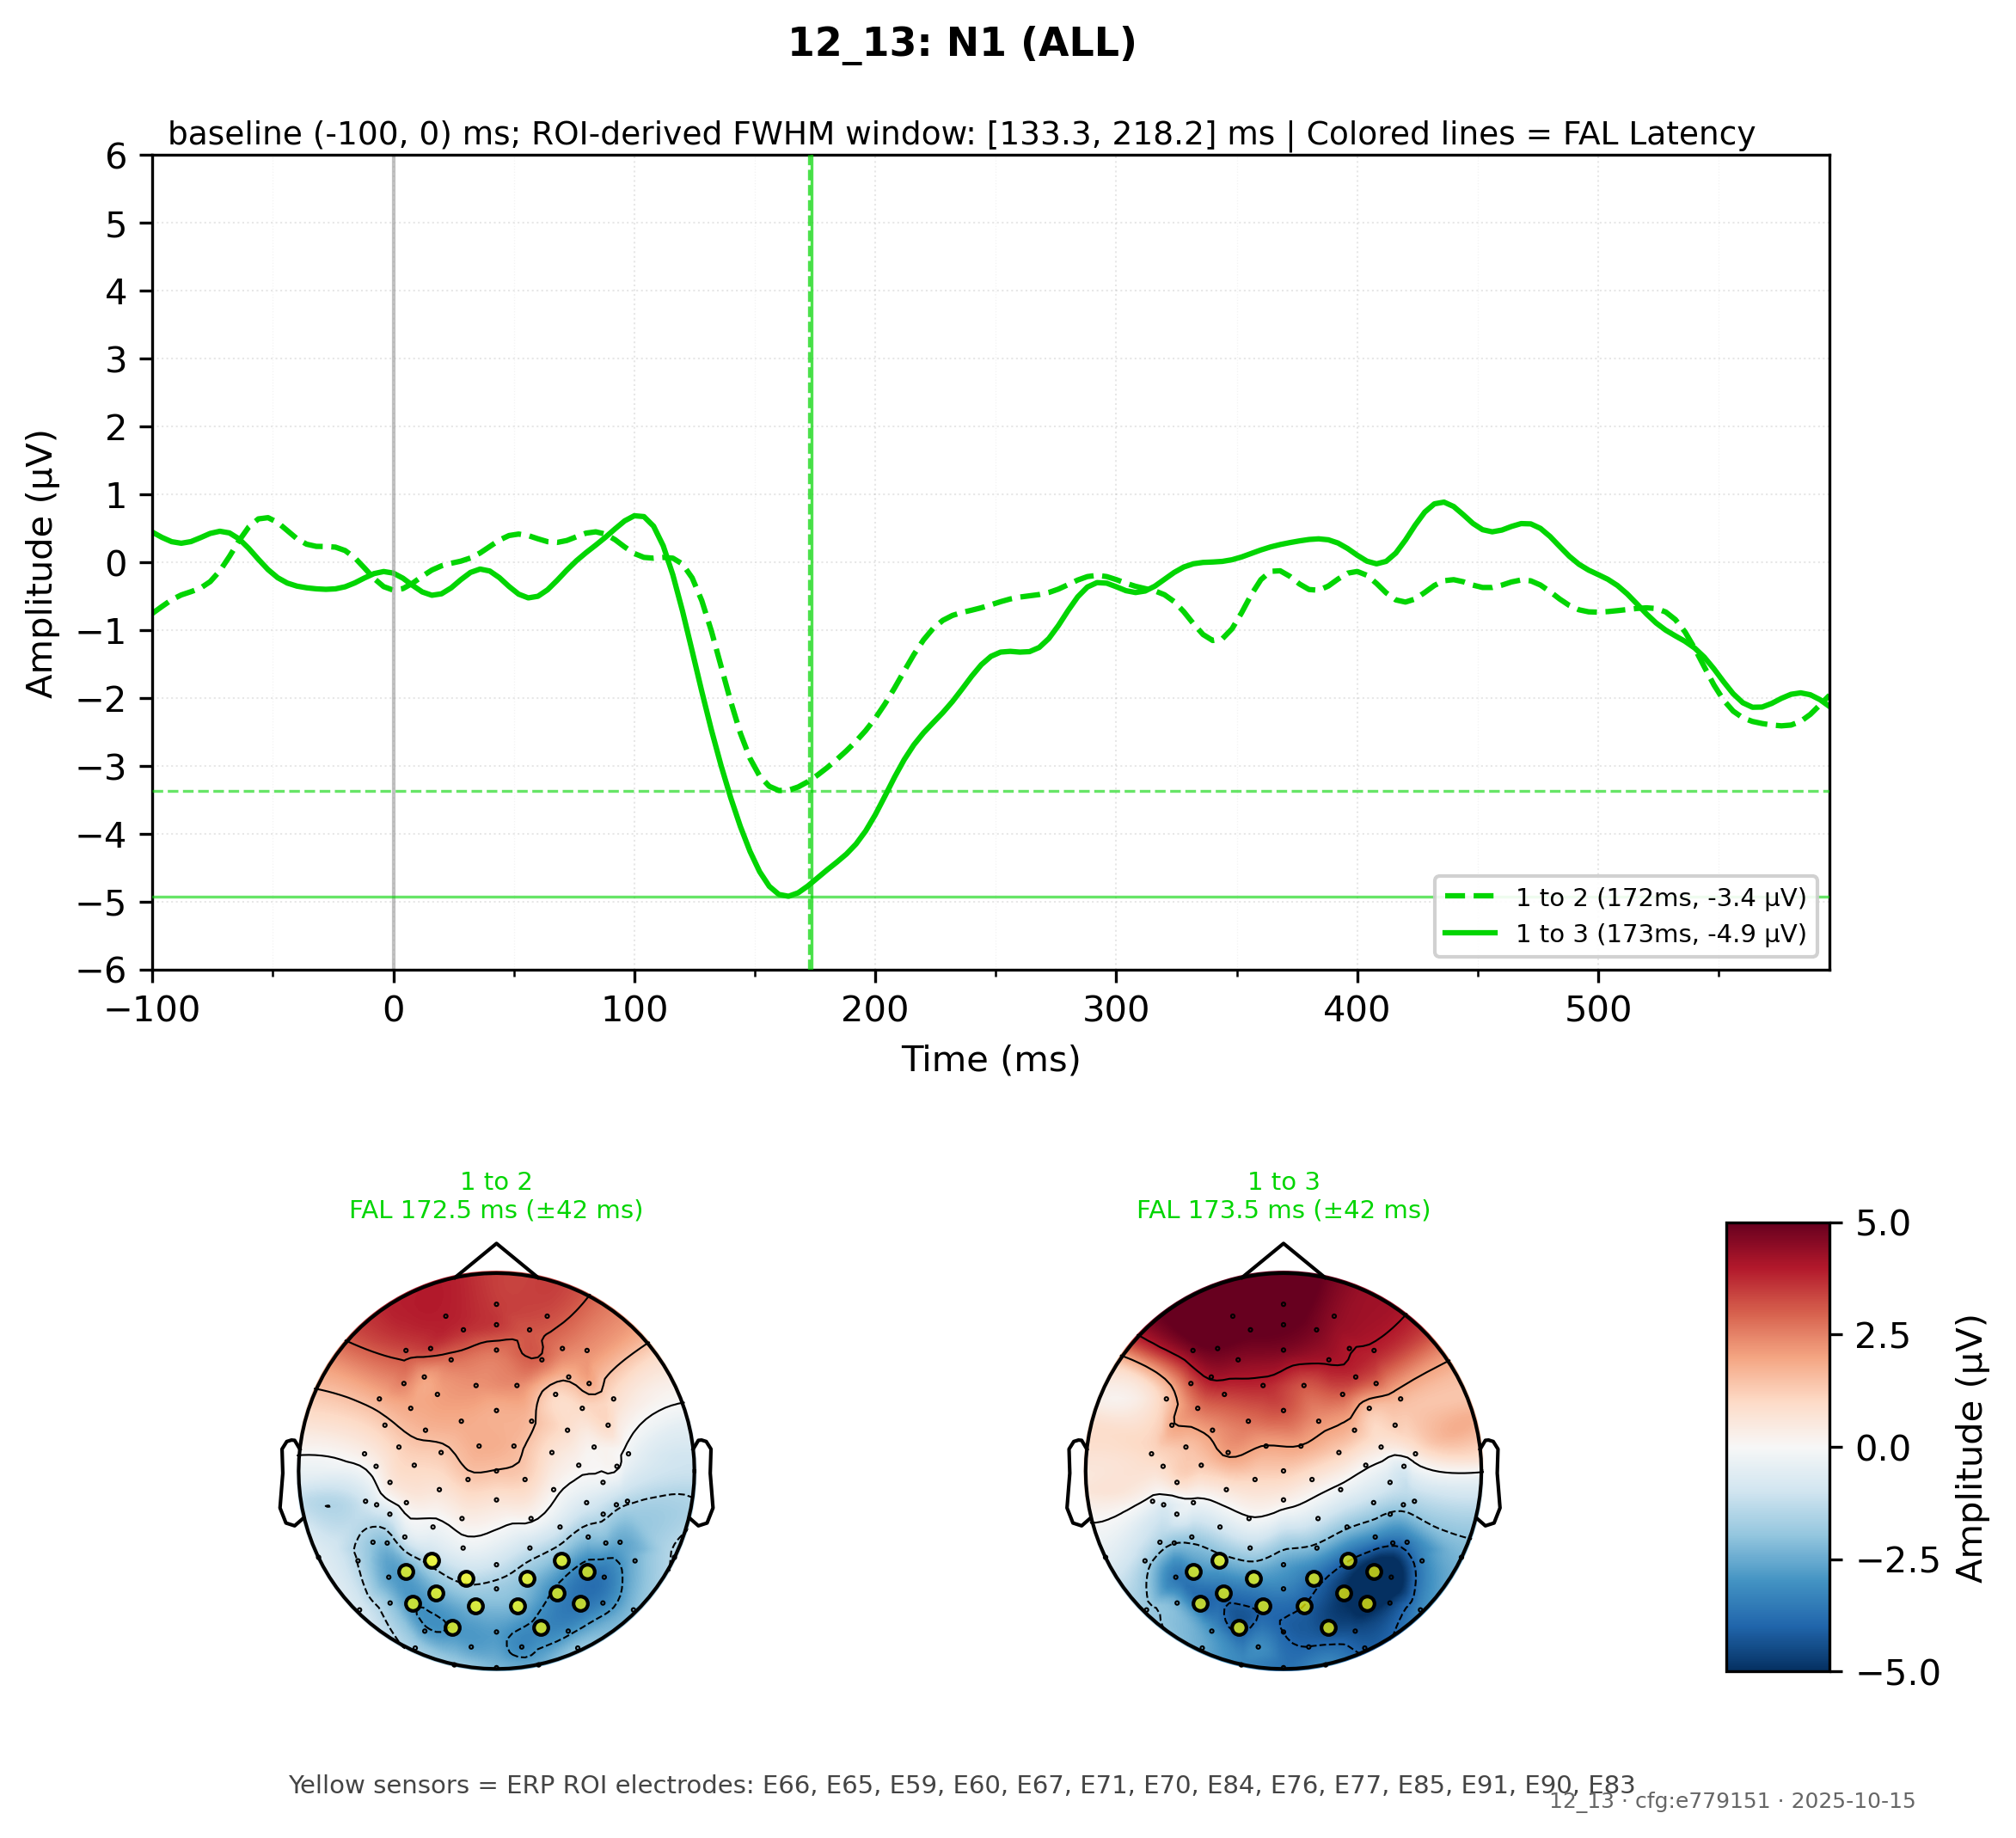 12_13: N1 (ALL)
baseline (-100, 0) ms; ROI-derived FWHM window: [133.3, 218.2] ms | Colored lines = FAL Latency
6
5
4
3
2
1
0
−1
−2
−3
−4
−5
−6
Amplitude (µV)
1 to 2 (172ms, -3.4 µV)
1 to 3 (173ms, -4.9 µV)
−100
0
100
200
300
400
500
Time (ms)
1 to 2
FAL 172.5 ms (±42 ms)
1 to 3
FAL 173.5 ms (±42 ms)
5.0
2.5
0.0
−2.5
−5.0
Amplitude (µV)
Yellow sensors = ERP ROI electrodes: E66, E65, E59, E60, E67, E71, E70, E84, E76, E77, E85, E91, E90, E83
12_13 · cfg:e779151 · 2025-10-15